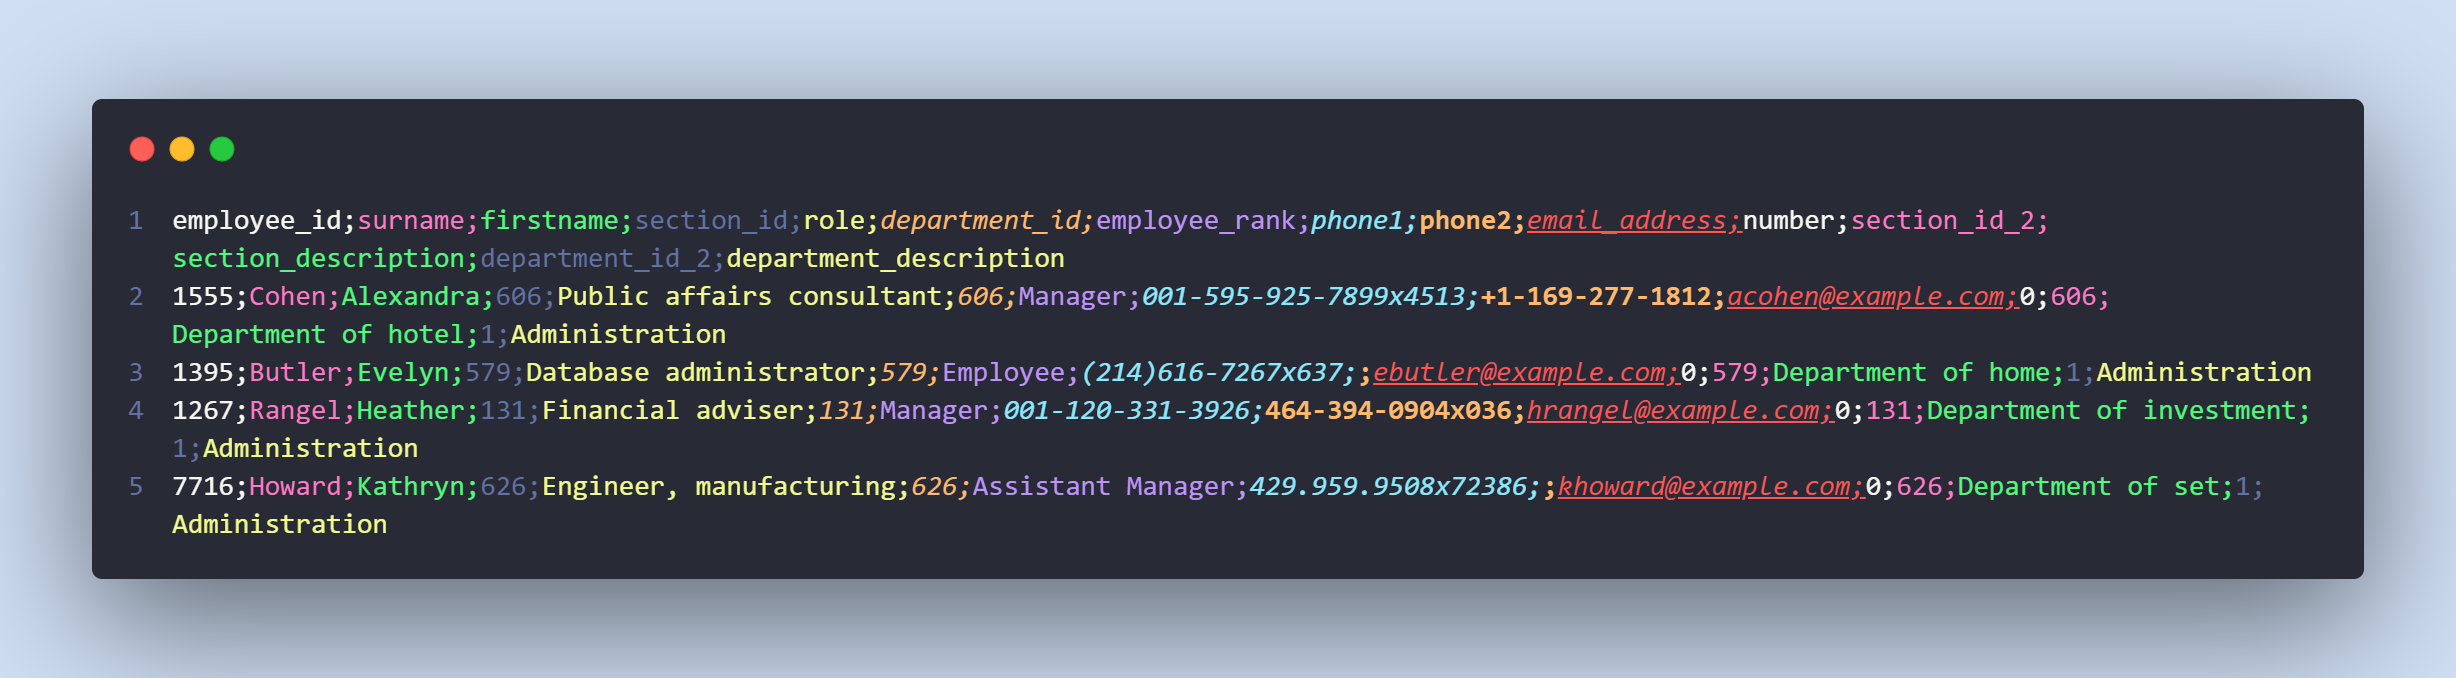 1 employee_id;surname;firstname;section_id;role;department_id;employee_rank;phone1;phone2;email_address;number;section_id_2;
section_description;department_id_2;department_description
2 1555;Cohen;Alexandra;606;Public affairs consultant;606;Manager;001-595-925-7899x4513;+1-169-277-1812;acohen@example.com;0;606;
Department of hotel;1;Administration
3 1395;Butler;Evelyn;579;Database administrator;579;Employee;(214)616-7267x637;;ebutler@example.com;0;579;Department of home;1;Administration
4 1267;Rangel;Heather;131;Financial adviser;131;Manager;001-120-331-3926;464-394-0904x036;hrangel@example.com;0;131;Department of investment;
1;Administration
5 7716;Howard;Kathryn;626;Engineer, manufacturing;626;Assistant Manager;429.959.9508x72386;;khoward@example.com;0;626;Department of set;1;
Administration